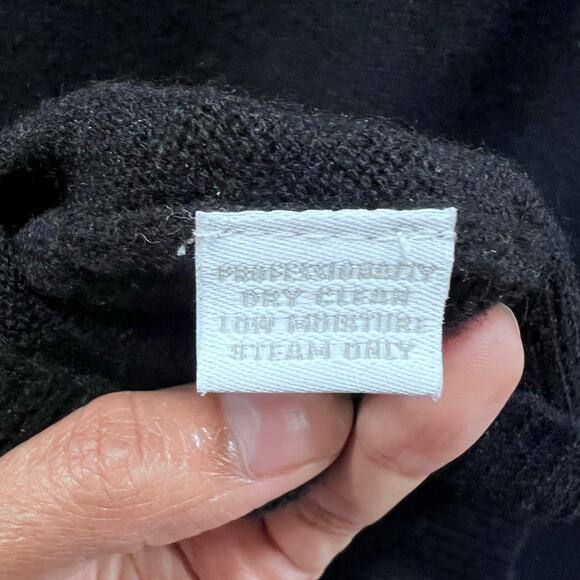 PROFESSIONALLY
DRY CLEAN
LOW MOISTURE
STEAM ONLY